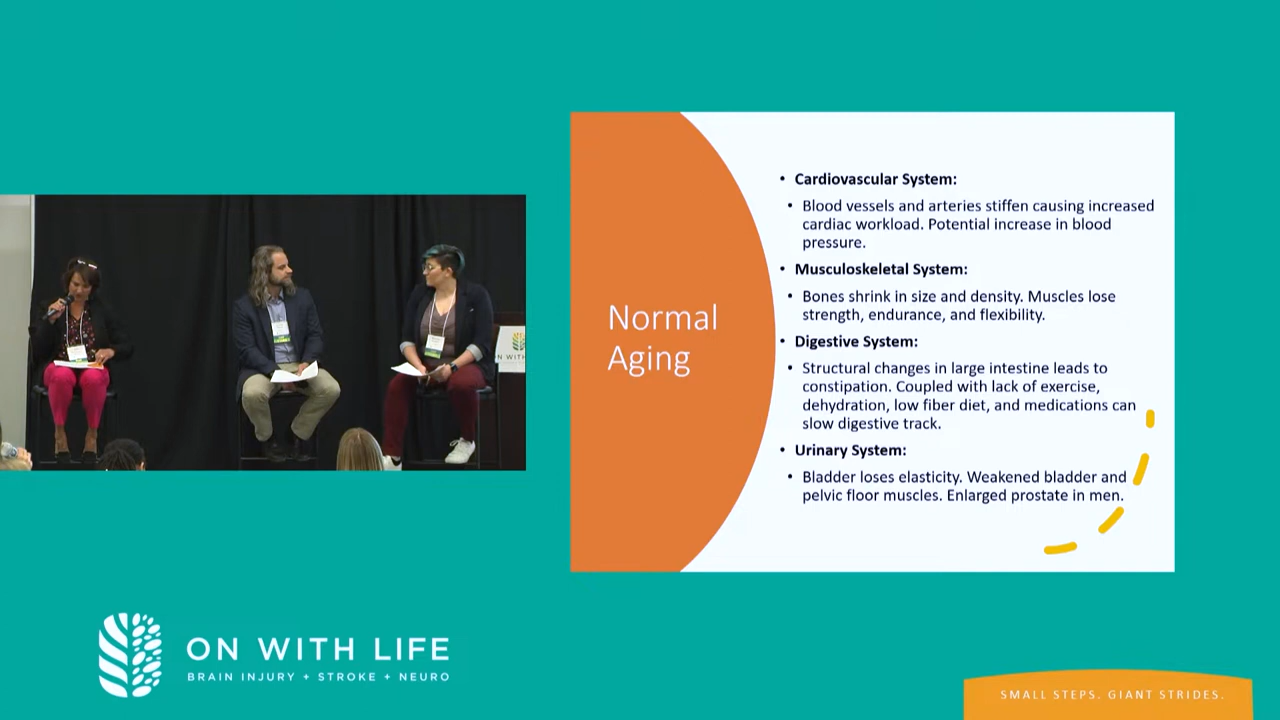 Normal
Aging
• Cardiovascular System:
• Blood vessels and arteries stiffen causing increased
cardiac workload. Potential increase in blood
pressure.
• Musculoskeletal System:
• Bones shrink in size and density. Muscles lose
strength, endurance, and flexibility.
• Digestive System:
• Structural changes in large intestine leads to
constipation. Coupled with lack of exercise,
dehydration, low fiber diet, and medications can
slow digestive track.
• Urinary System:
• Bladder loses elasticity. Weakened bladder and
pelvic floor muscles. Enlarged prostate in men.
ON WITH
ON WITH LIFE
BRAIN INJURY + STROKE + NEURO
SMALL STEPS. GIANT STRIDES.